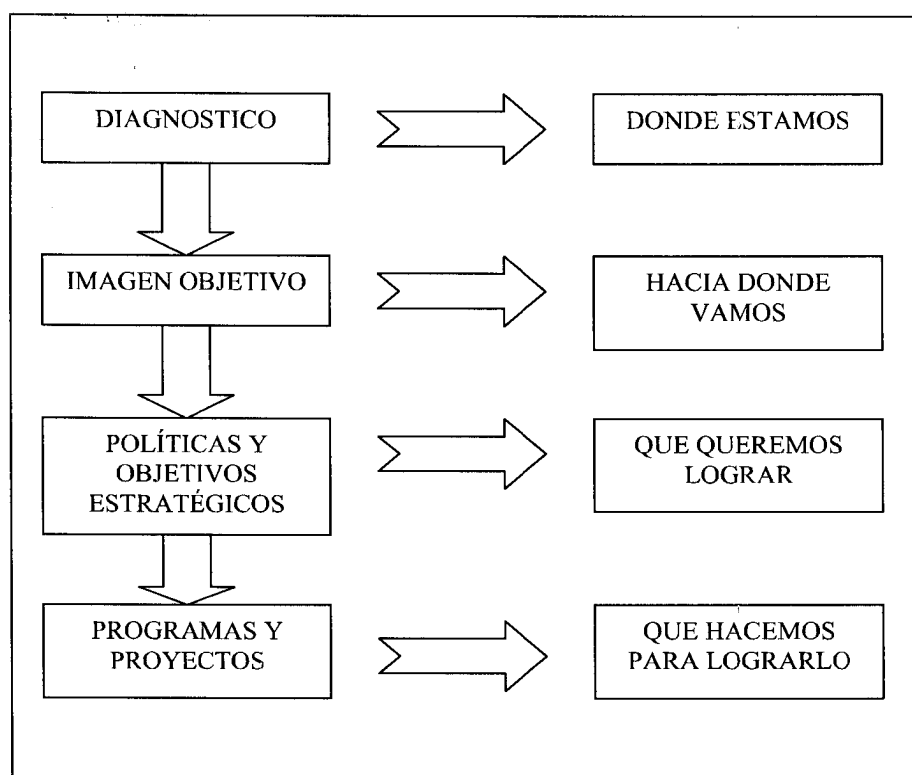 DIAGNOSTICO
DONDE ESTAMOS
IMAGEN OBJETIVO
HACIA DONDE
VAMOS
POLÍTICAS Y
OBJETIVOS
ESTRATÉGICOS
QUE QUEREMOS
LOGRAR
PROGRAMAS Y
PROYECTOS
QUE HACEMOS
PARA LOGRARLO